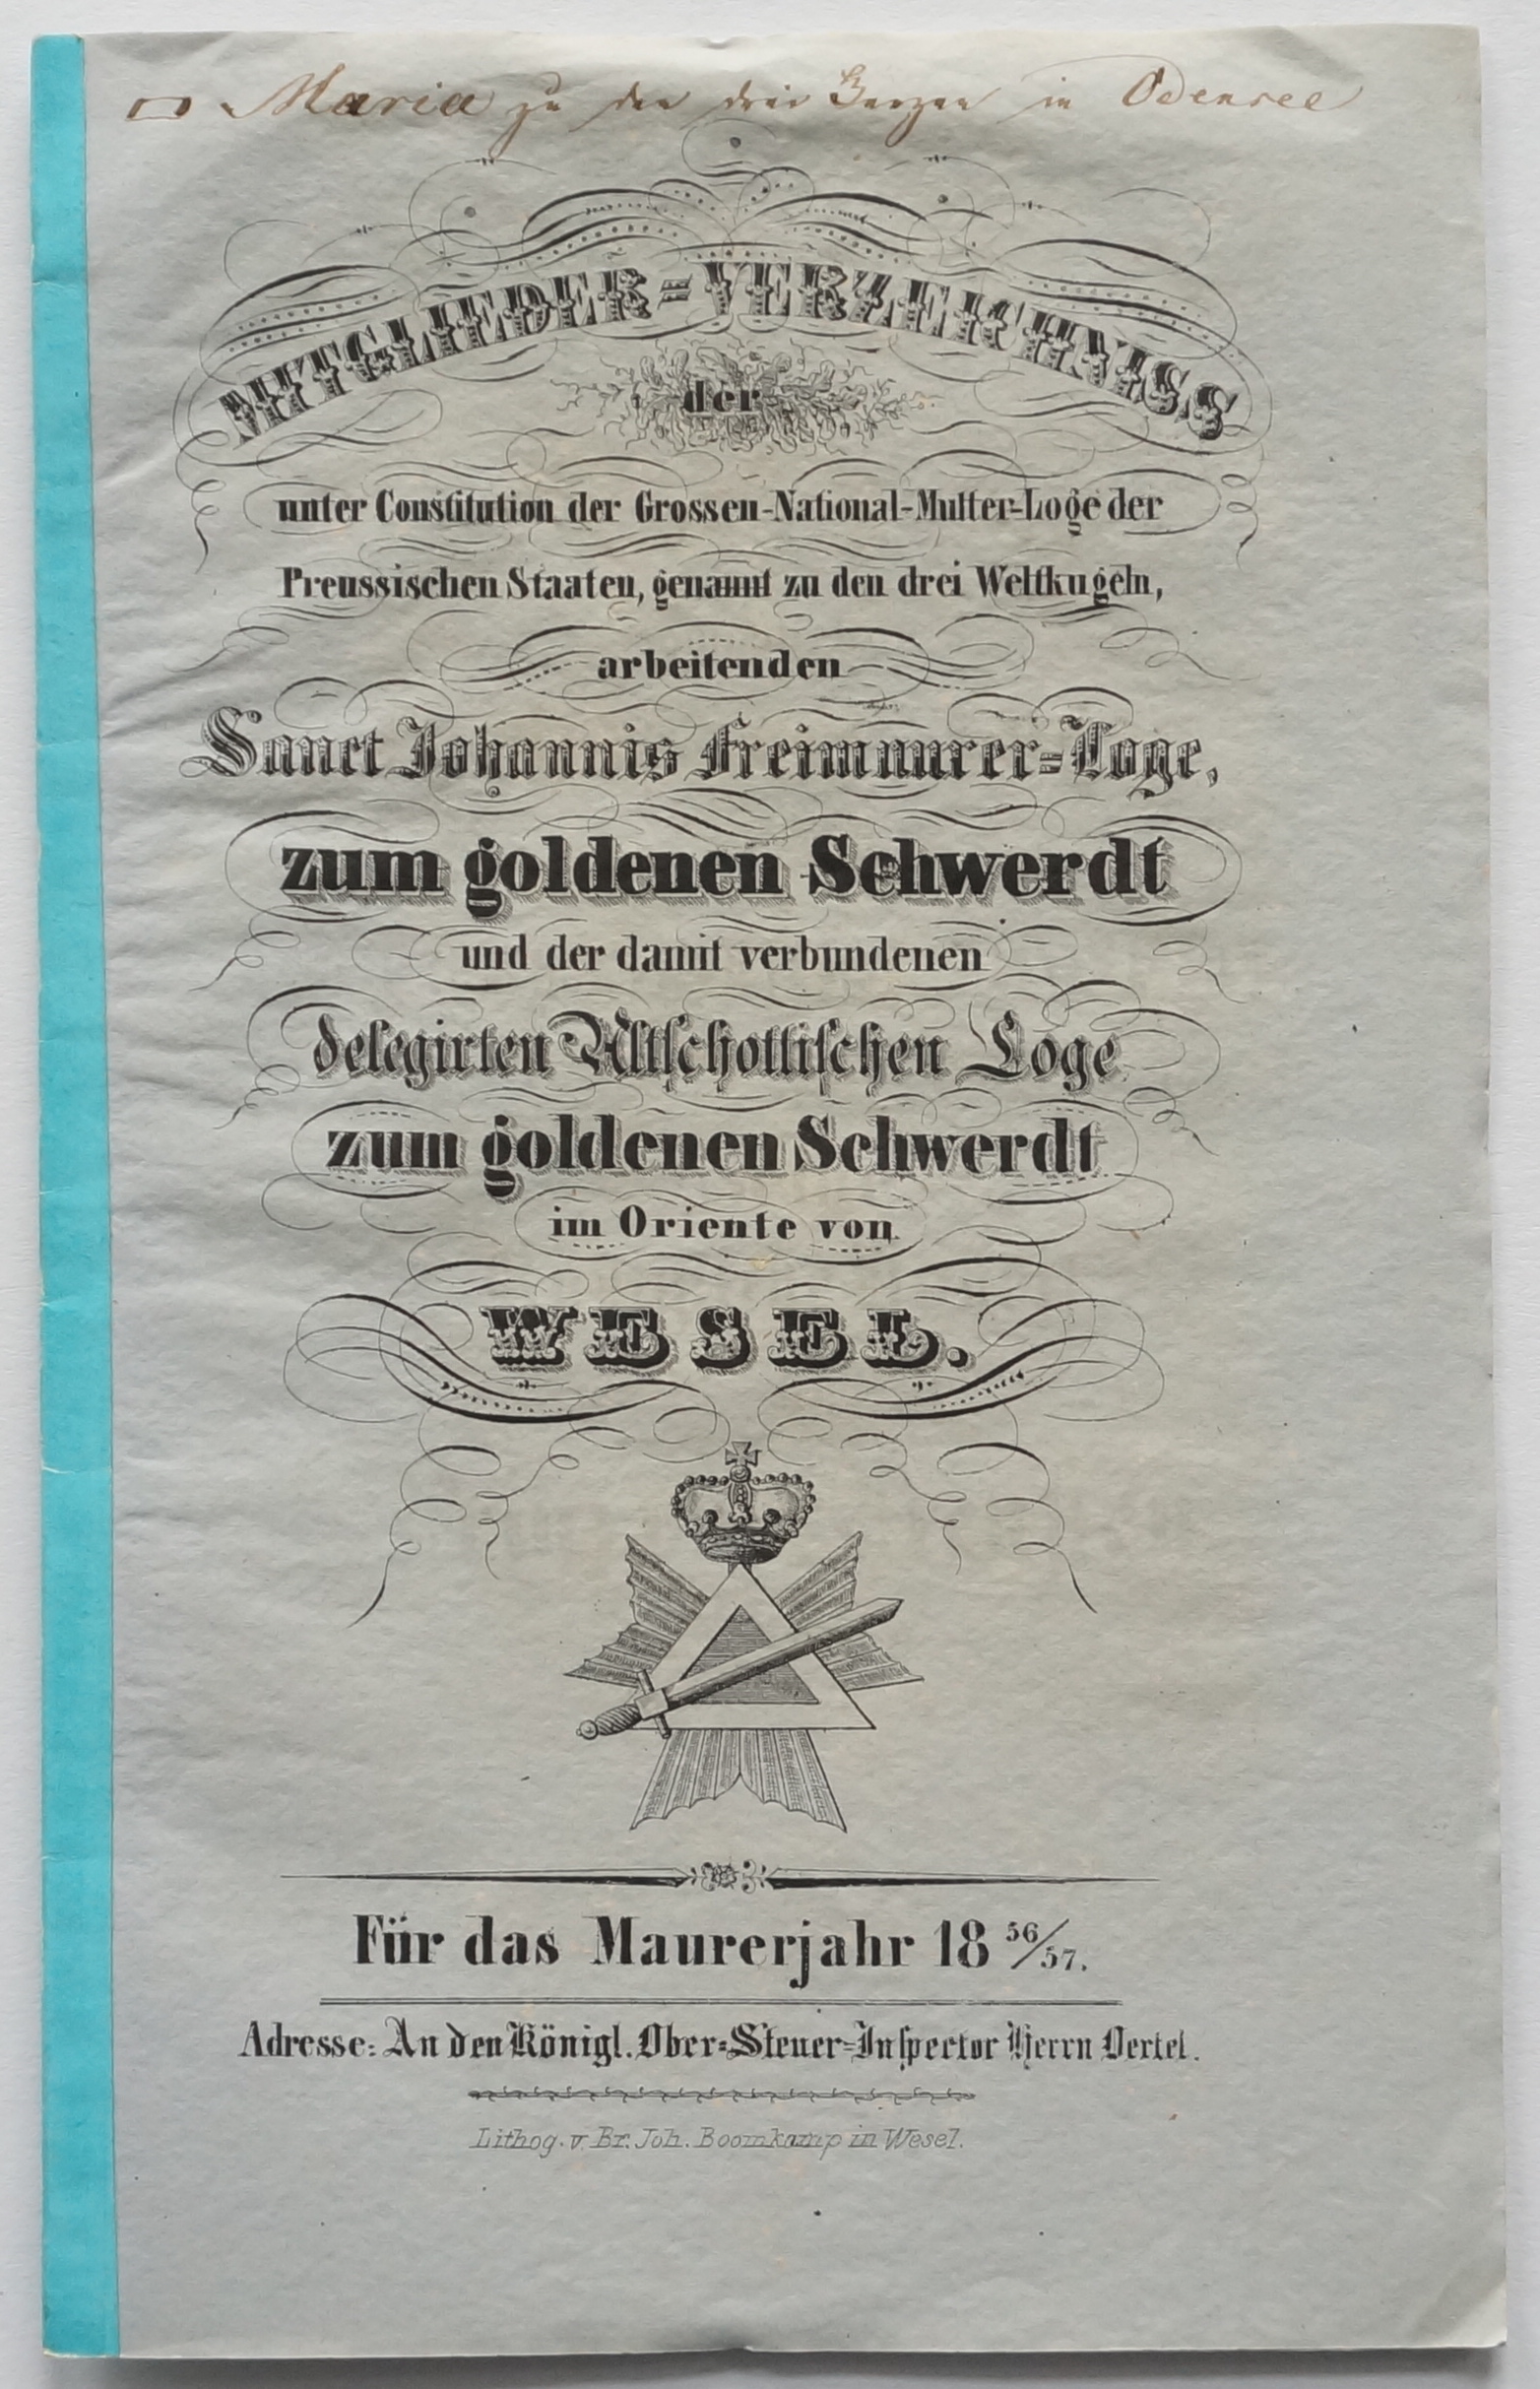 ▭ Maria zu den drei Herzen in Odensee
MITGLIEDER=VERZEICHNISS
der
unter Constitution der Grossen-National-Mutter-Loge der
Preussischen Staaten, genannt zu den drei Weltkugeln,
arbeitenden
Sanct Johannis Freimaurer=Loge,
zum goldenen Schwerdt
und der damit verbundenen
delegirten Altschottischen Loge
zum goldenen Schwerdt
im Oriente von
WESEL.
Für das Maurerjahr 18 56/57.
Adresse: An den Königl. Ober=Steuer=Inspector Herrn Oertel.
Lithog. v. Br. Joh. Boomkamp in Wesel.